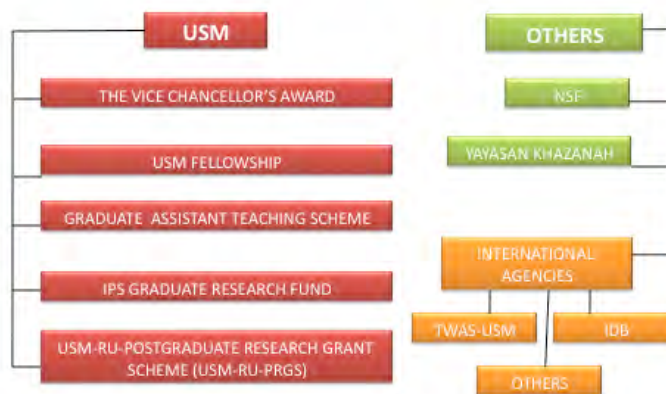 USM
THE VICE CHANCELLOR'S AWARD
USM FELLOWSHIP
GRADUATE ASSISTANT TEACHING SCHEME
IPS GRADUATE RESEARCH FUND
USM-RU-POSTGRADUATE RESEARCH GRANT
SCHEME (USM-RU-PRGS)
OTHERS
NSF
YAYASAN KHAZANAH
INTERNATIONAL
AGENCIES
TWAS-USM
IDB
OTHERS